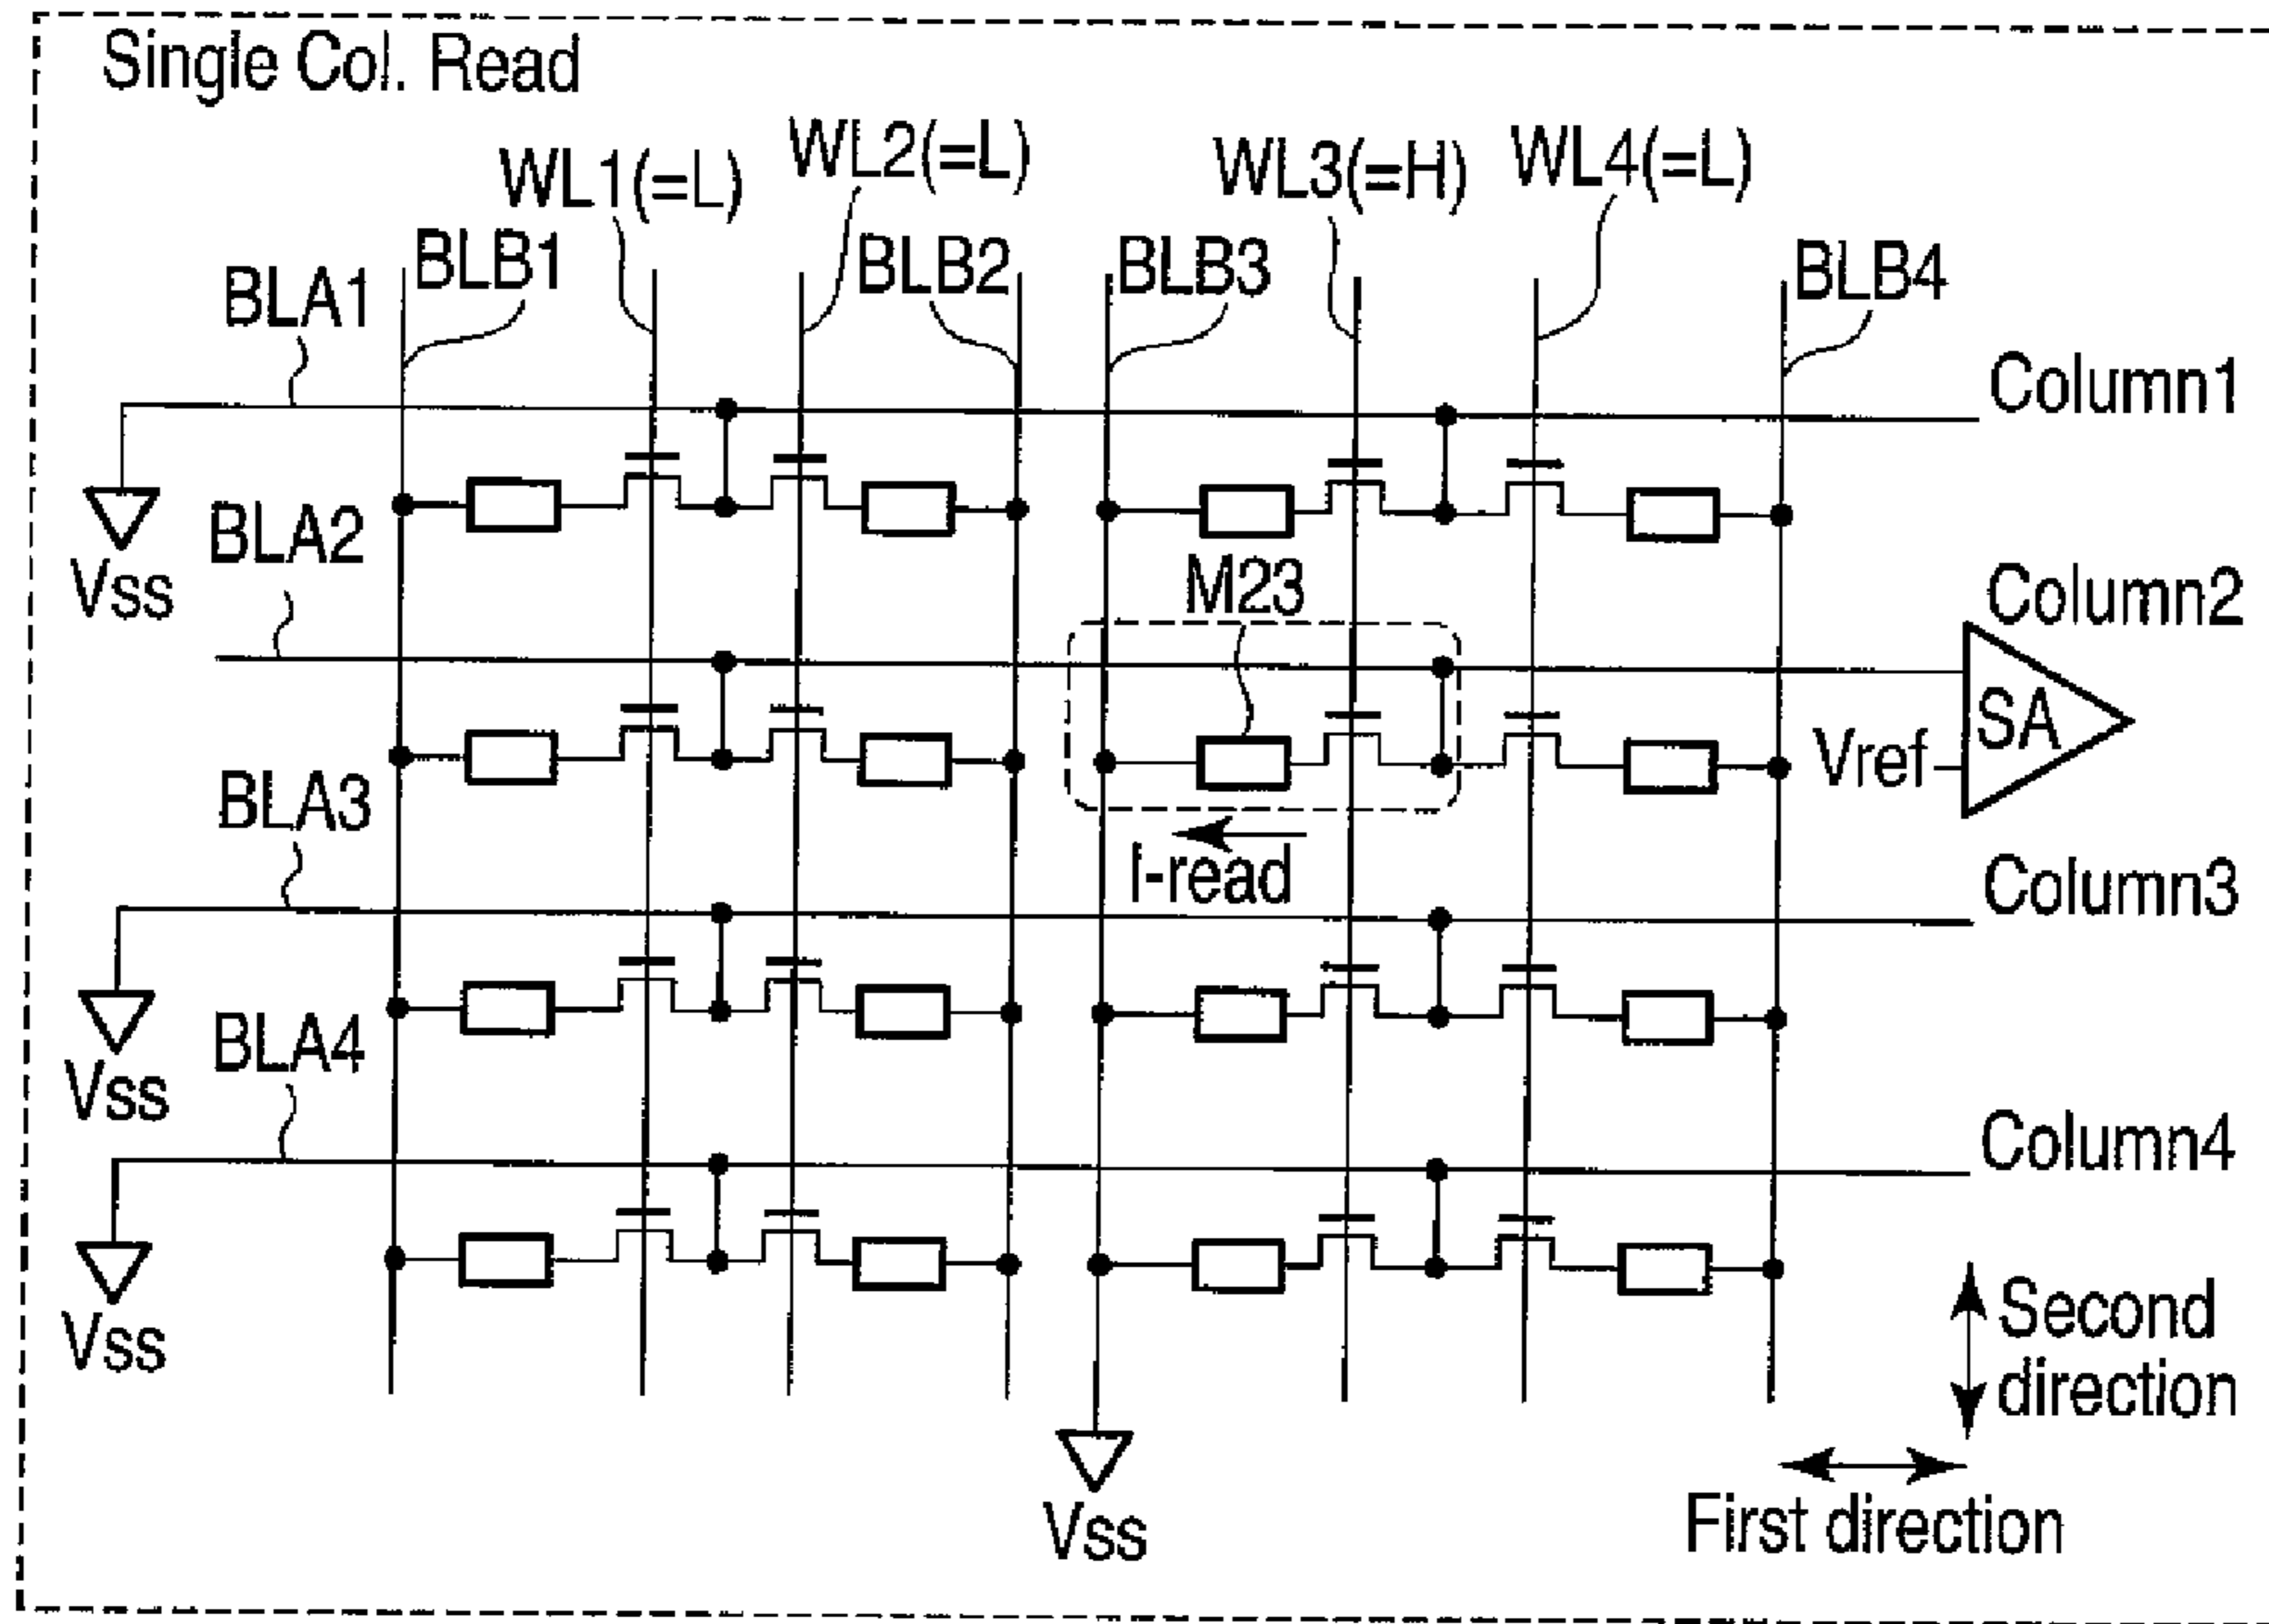 Single Col. Read
WL1(=L)
WL2(=L)
WL3(=H)
WL4(=L)
BLA1
BLB1
BLB2
BLB3
BLB4
Column1
Vss
BLA2
M23
Column2
SA
Vref
BLA3
I-read
Column3
Vss
BLA4
Column4
Vss
Second
direction
Vss
First direction